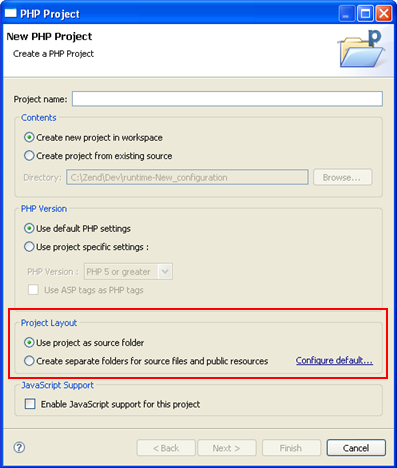 PHP Project
New PHP Project
Create a PHP Project
Project name:
Contents
Create new project in workspace
Create project from existing source
Directory: C:\Zend\Dev\runtime-New_configuration Browse...
PHP Version
Use default PHP settings
Use project specific settings :
PHP Version : PHP 5 or greater
Use ASP tags as PHP tags
Project Layout
Use project as source folder
Create separate folders for source files and public resources Configure default...
JavaScript Support
Enable JavaScript support for this project
? < Back Next > Finish Cancel